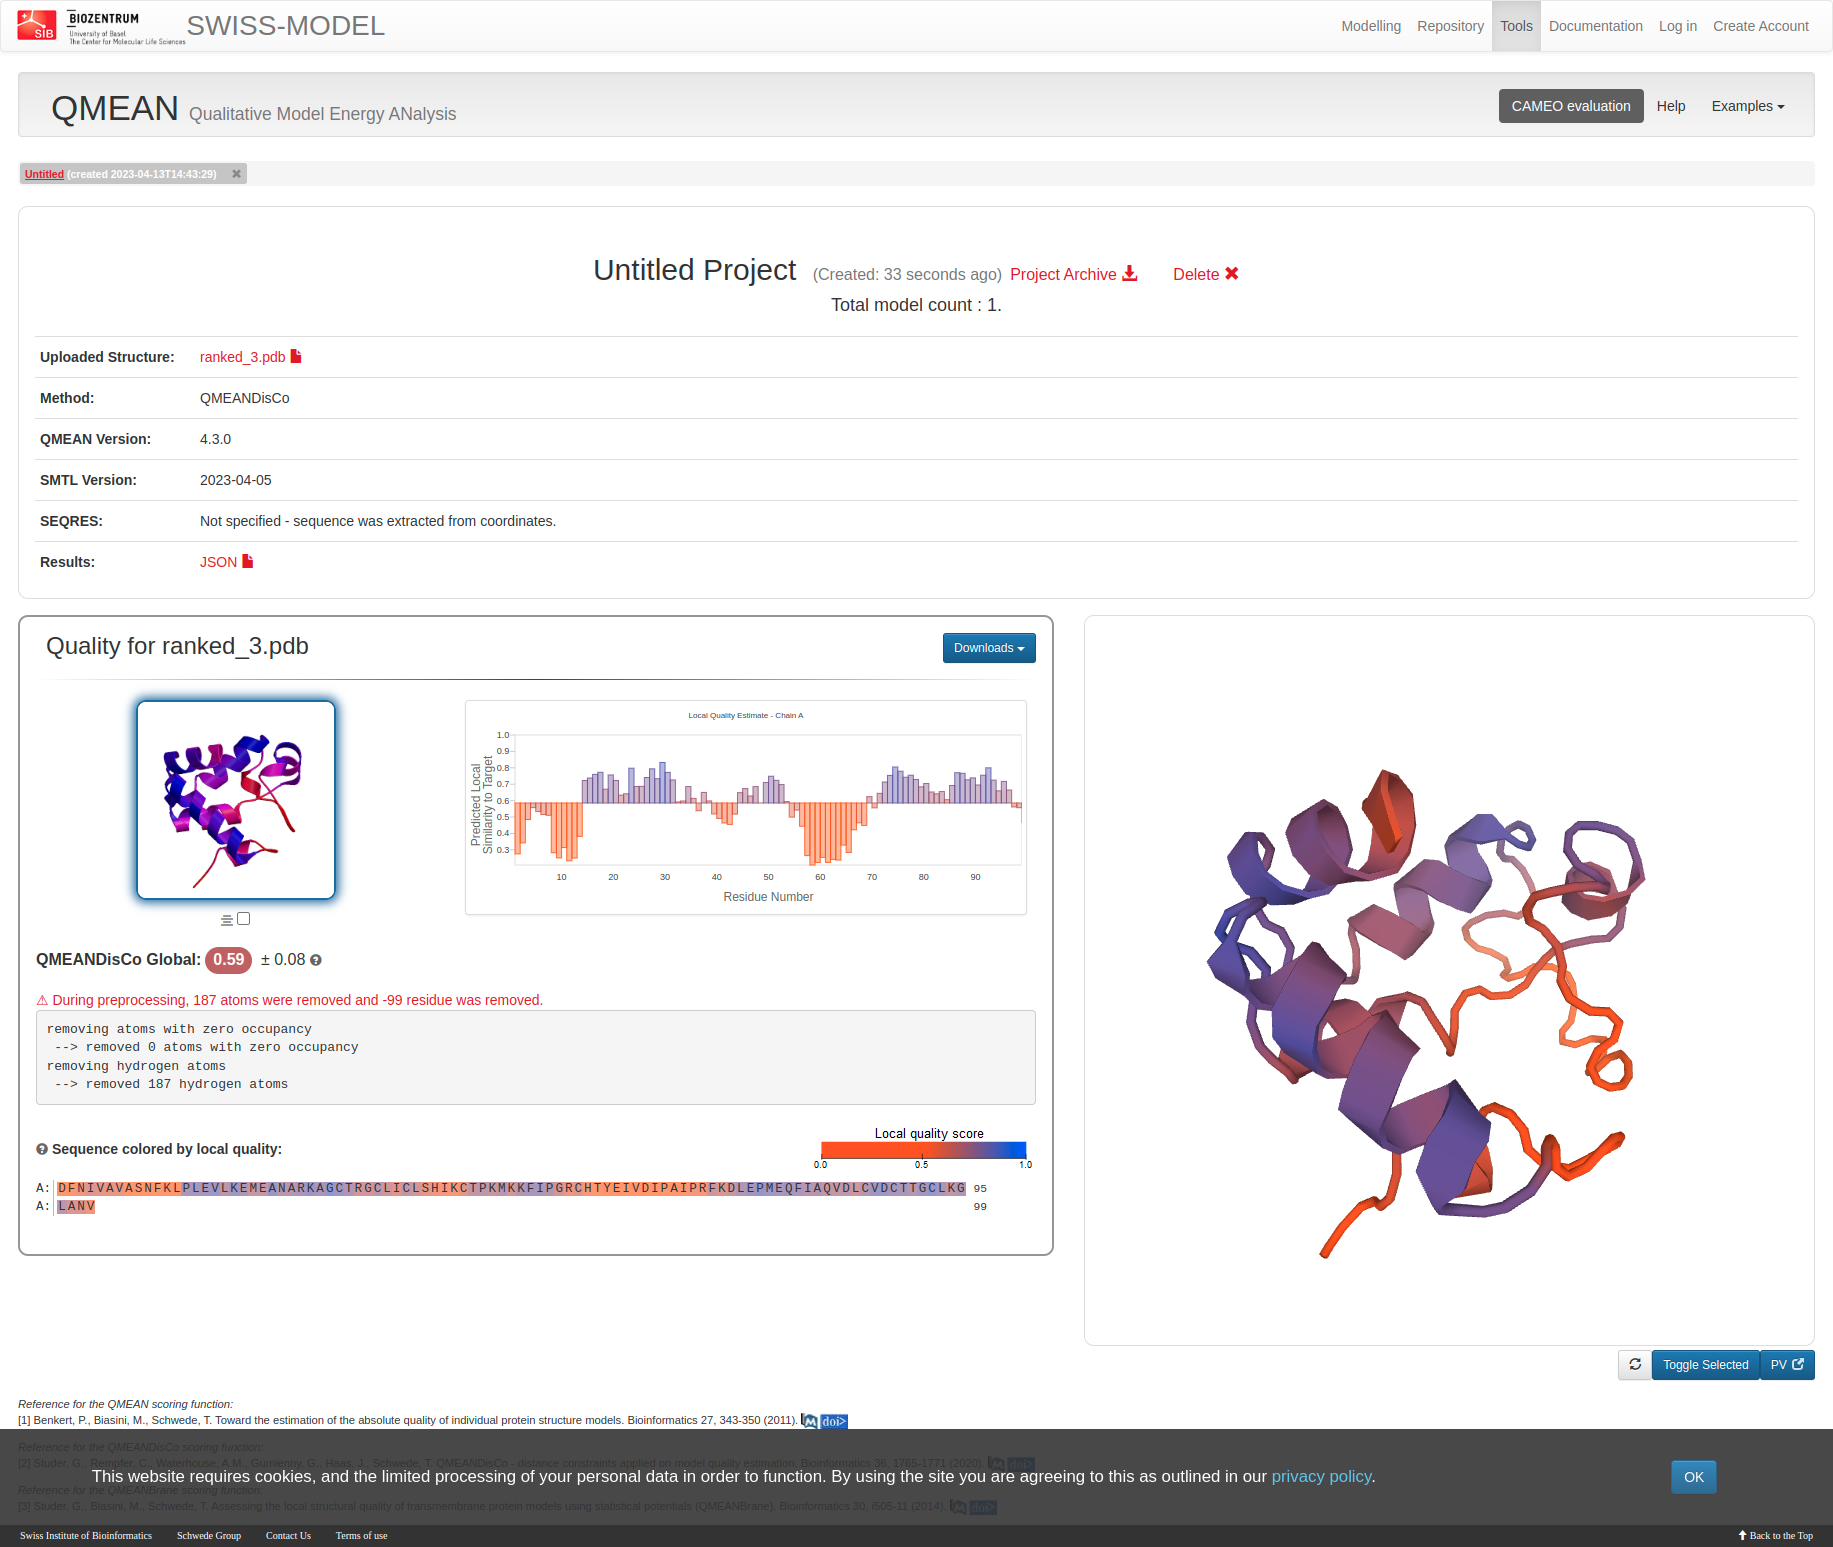 SIB
BIOZENTRUM
University of Basel
The Center for Molecular Life Sciences
SWISS-MODEL
Modelling
Repository
Tools
Documentation
Log in
Create Account
QMEAN Qualitative Model Energy ANalysis
CAMEO evaluation
Help
Examples
Untitled (created 2023-04-13T14:43:29) ✖
Untitled Project (Created: 33 seconds ago) Project Archive Delete ✖
Total model count : 1.
Uploaded Structure: ranked_3.pdb
Method: QMEANDisCo
QMEAN Version: 4.3.0
SMTL Version: 2023-04-05
SEQRES: Not specified - sequence was extracted from coordinates.
Results: JSON
Quality for ranked_3.pdb
Downloads
Local Quality Estimate - Chain A
Predicted Local
Similarity to Target
1.0
0.9
0.8
0.7
0.6
0.5
0.4
0.3
10 20 30 40 50 60 70 80 90
Residue Number
QMEANDisCo Global: 0.59 ± 0.08
⚠ During preprocessing, 187 atoms were removed and -99 residue was removed.
removing atoms with zero occupancy
--> removed 0 atoms with zero occupancy
removing hydrogen atoms
--> removed 187 hydrogen atoms
Sequence colored by local quality:
Local quality score
0.0 0.5 1.0
A: DFNIVAVASNFKLPLEVLKEMEANARKAGCTRGCLICLSHIKCTPKMKKFIPGRCHTYEIVDIPAIPRFKDLEPMEQFIAQVDLCVDCTTGCLKG 95
A: LANV 99
Toggle Selected
PV
Reference for the QMEAN scoring function:
[1] Benkert, P., Biasini, M., Schwede, T. Toward the estimation of the absolute quality of individual protein structure models. Bioinformatics 27, 343-350 (2011). M doi>
Reference for the QMEANDisCo scoring function:
[2] Studer, G., Rempfer, C., Waterhouse, A.M., Gumienny, G., Haas, J., Schwede, T. QMEANDisCo - distance constraints applied on model quality estimation. Bioinformatics 36, 1765-1771 (2020). M doi>
This website requires cookies, and the limited processing of your personal data in order to function. By using the site you are agreeing to this as outlined in our privacy policy.
OK
Reference for the QMEANBrane scoring function:
[3] Studer, G., Biasini, M., Schwede, T. Assessing the local structural quality of transmembrane protein models using statistical potentials (QMEANBrane). Bioinformatics 30, i505-11 (2014). M doi>
Swiss Institute of Bioinformatics
Schwede Group
Contact Us
Terms of use
Back to the Top